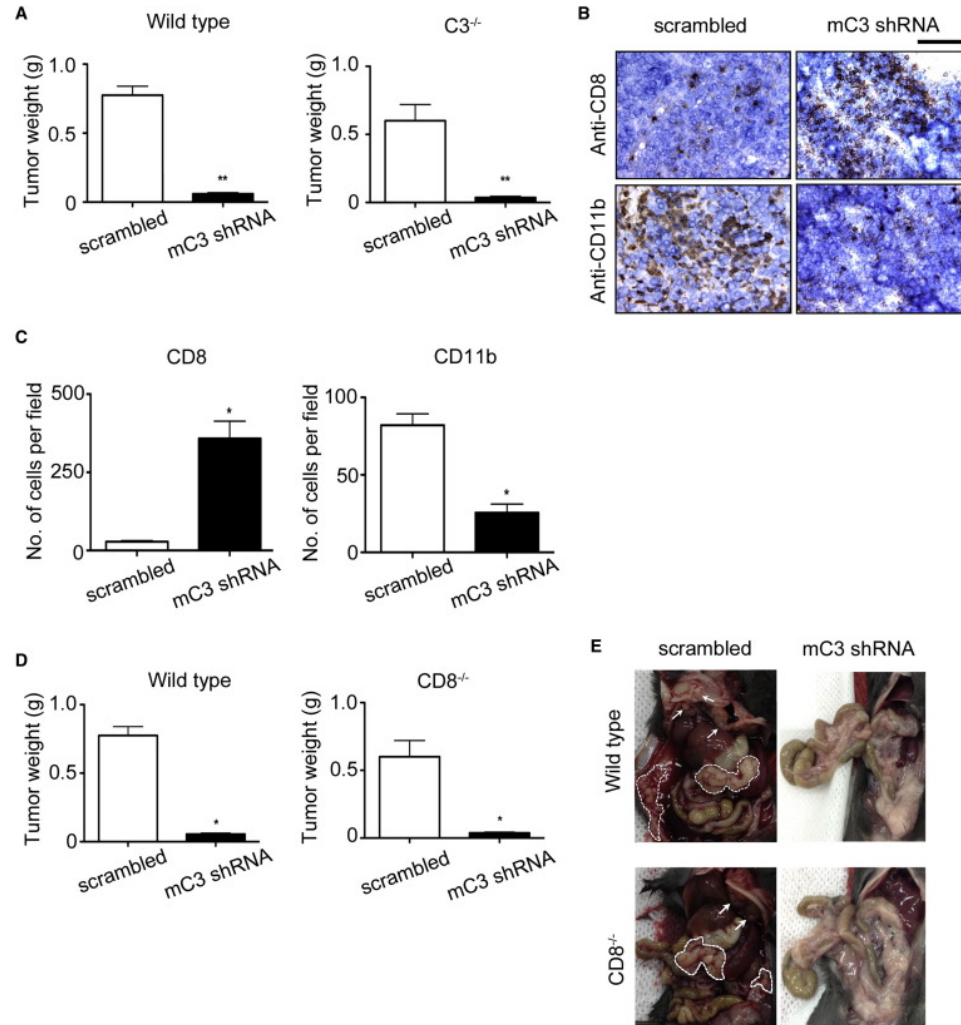 A
Wild type
C3-/-
Tumor weight (g)
1.0
0.5
0
**
scrambled
mC3 shRNA
Tumor weight (g)
1.0
0.5
0
**
scrambled
mC3 shRNA
B
scrambled
mC3 shRNA
Anti-CD8
Anti-CD11b
C
CD8
CD11b
No. of cells per field
500
250
0
*
scrambled
mC3 shRNA
No. of cells per field
100
50
0
*
scrambled
mC3 shRNA
D
Wild type
CD8-/-
Tumor weight (g)
1.0
0.5
0
*
scrambled
mC3 shRNA
Tumor weight (g)
1.0
0.5
0
*
scrambled
mC3 shRNA
E
scrambled
mC3 shRNA
Wild type
CD8-/-